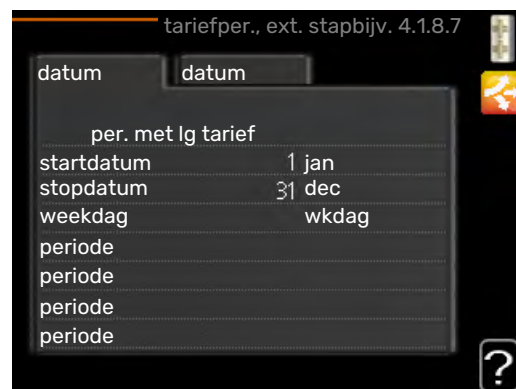 tariefper., ext. stapbijv. 4.1.8.7
datum datum
per. met lg tarief
startdatum 1 jan
stopdatum 31 dec
weekdag wkdag
periode
periode
periode
periode
?